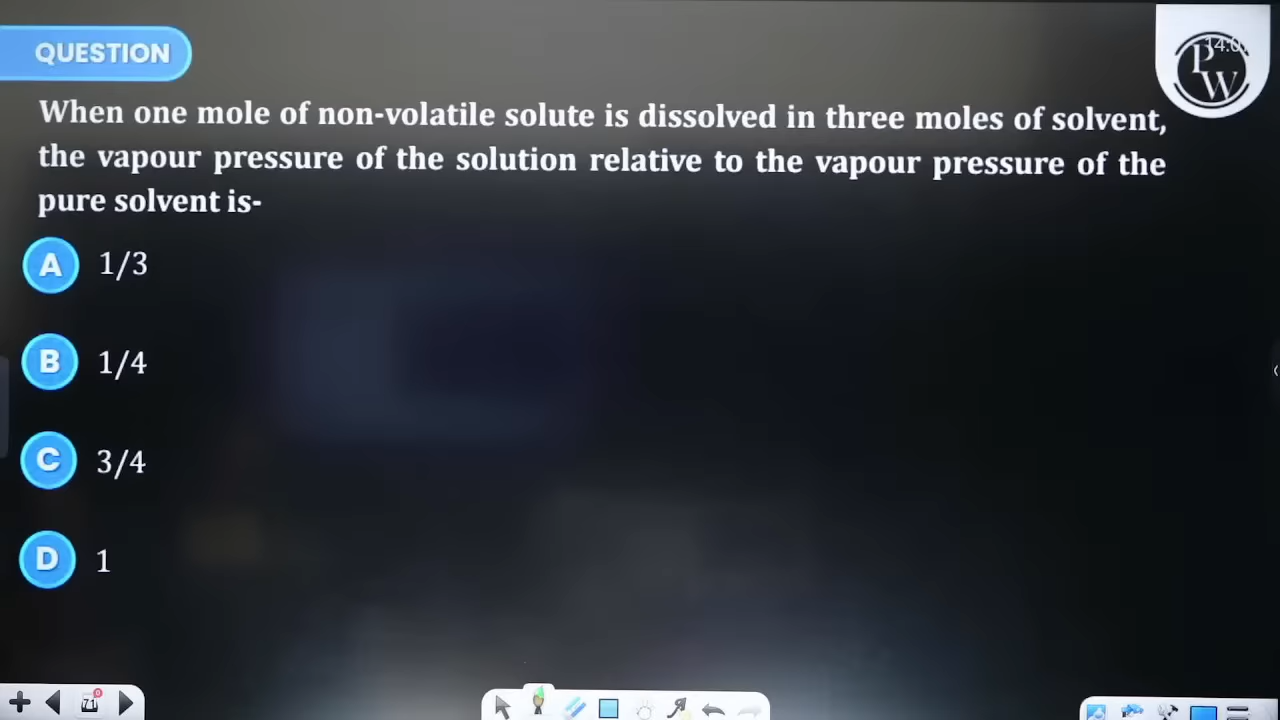 QUESTION
When one mole of non-volatile solute is dissolved in three moles of solvent,
the vapour pressure of the solution relative to the vapour pressure of the
pure solvent is-
A 1/3
B 1/4
C 3/4
D 1
PW
71